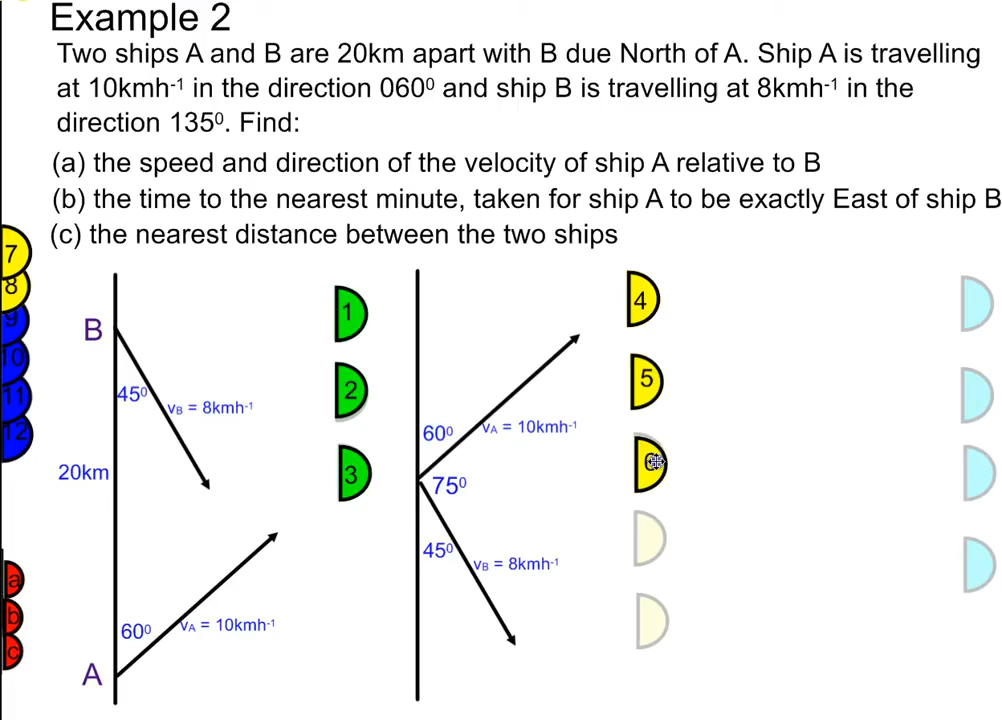 Example 2
Two ships A and B are 20km apart with B due North of A. Ship A is travelling
at 10kmh⁻¹ in the direction 060⁰ and ship B is travelling at 8kmh⁻¹ in the
direction 135⁰. Find:
(a) the speed and direction of the velocity of ship A relative to B
(b) the time to the nearest minute, taken for ship A to be exactly East of ship B
(c) the nearest distance between the two ships
7
8
9
10
11
12
a
b
c
B
45⁰
vB = 8kmh⁻¹
20km
60⁰
vA = 10kmh⁻¹
A
1
2
3
60⁰
vA = 10kmh⁻¹
75⁰
45⁰
vB = 8kmh⁻¹
4
5